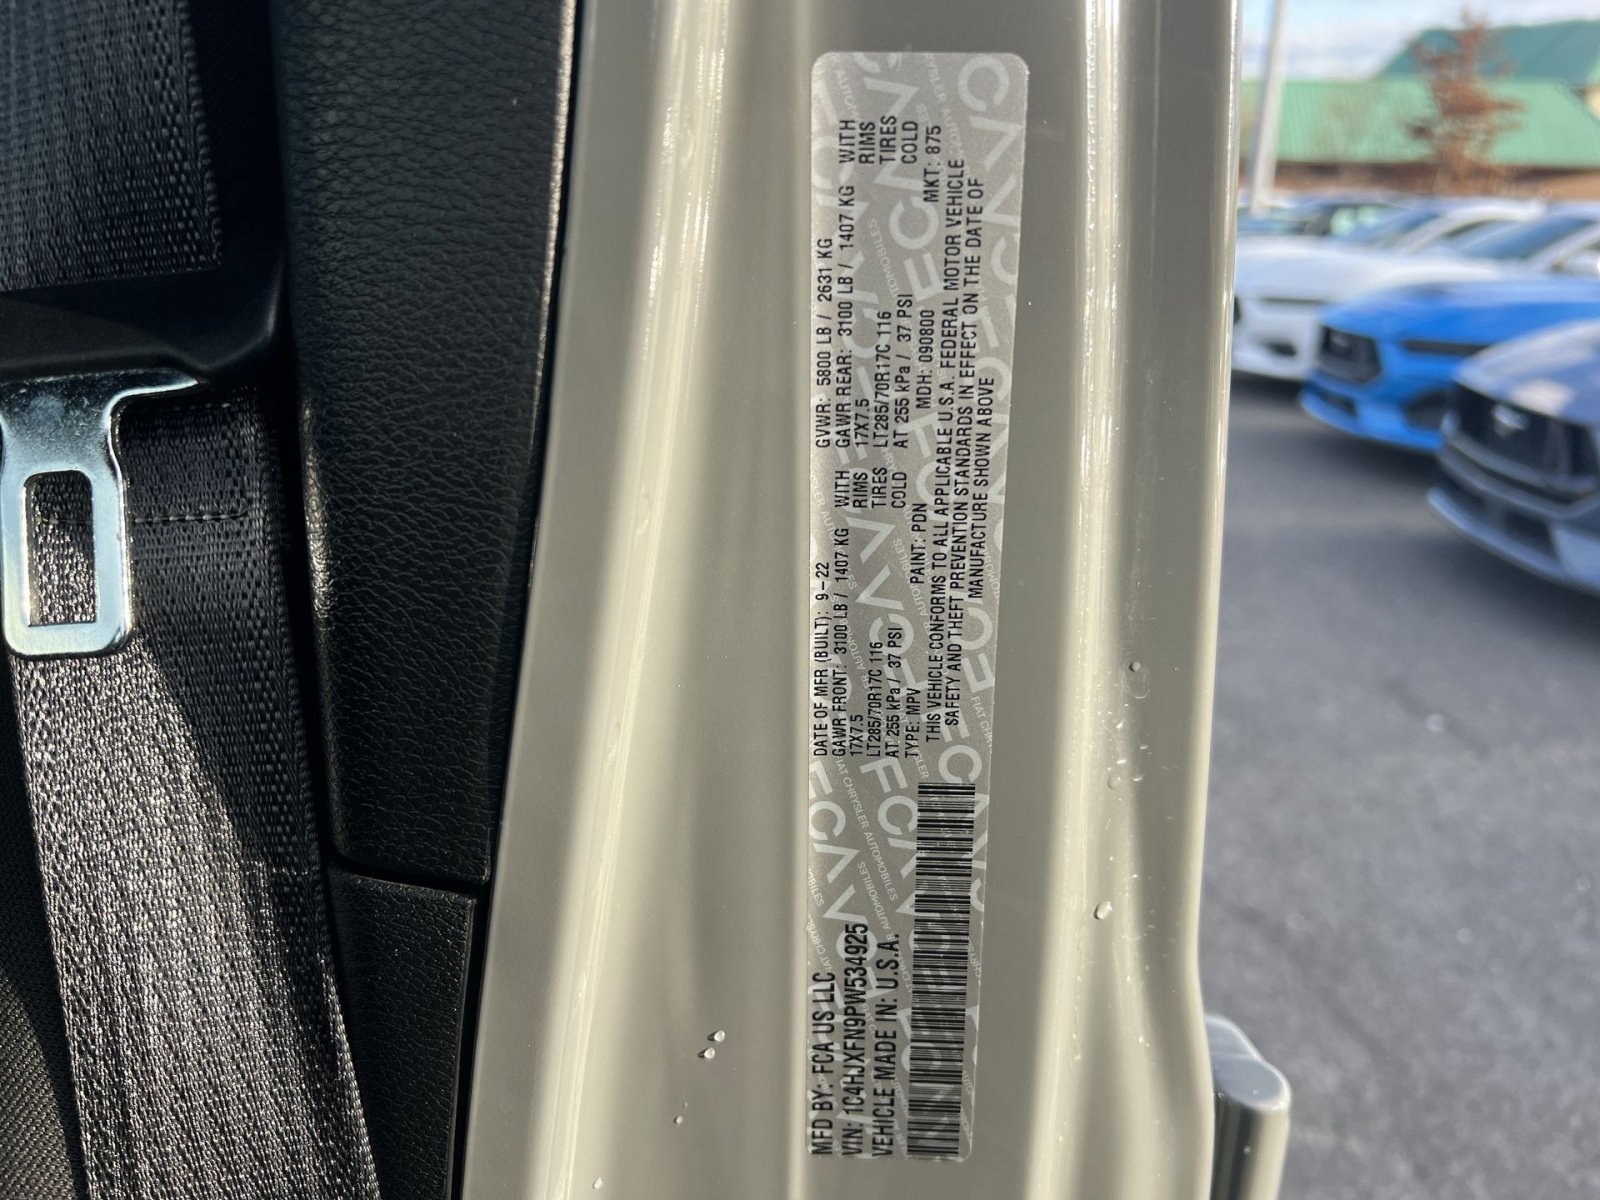 MFD BY: FCA US LLC
DATE OF MFR (BUILT): 9-22
GVWR: 5800 LB / 2631 KG
GAWR FRONT: 3100 LB / 1407 KG WITH
GAWR REAR: 3100 LB / 1407 KG WITH
17X7.5 RIMS
17X7.5 RIMS
LT285/70R17C 116 TIRES
LT285/70R17C 116 TIRES
AT 255 kPa / 37 PSI COLD
AT 255 kPa / 37 PSI COLD
VIN: 1C4HJXFN9PW534925
VEHICLE MADE IN: U.S.A.
TYPE: MPV PAINT: PDN MDH: 090800 MKT: 875
THIS VEHICLE CONFORMS TO ALL APPLICABLE U.S.A. FEDERAL MOTOR VEHICLE
SAFETY AND THEFT PREVENTION STANDARDS IN EFFECT ON THE DATE OF
MANUFACTURE SHOWN ABOVE